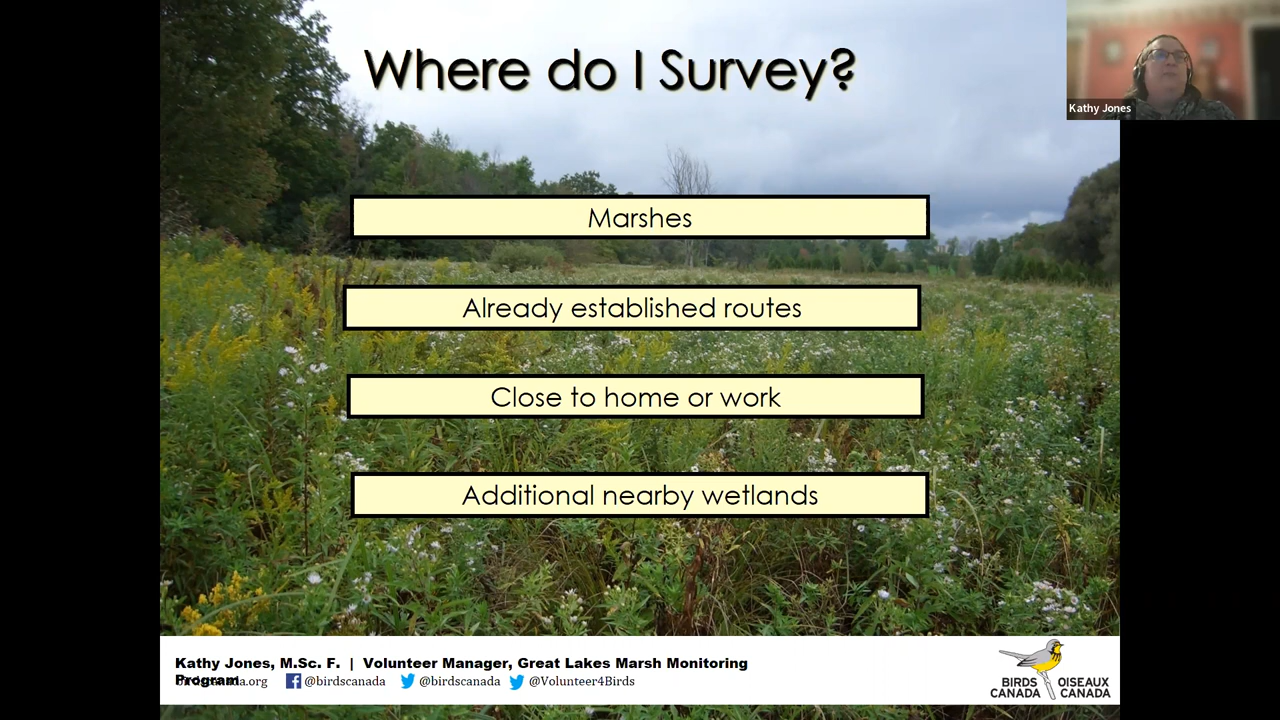 Where do I Survey?
Kathy Jones
Marshes
Already established routes
Close to home or work
Additional nearby wetlands
Kathy Jones, M.Sc. F. | Volunteer Manager, Great Lakes Marsh Monitoring
Program
@birdscanada @birdscanada @Volunteer4Birds
BIRDS CANADA
OISEAUX CANADA